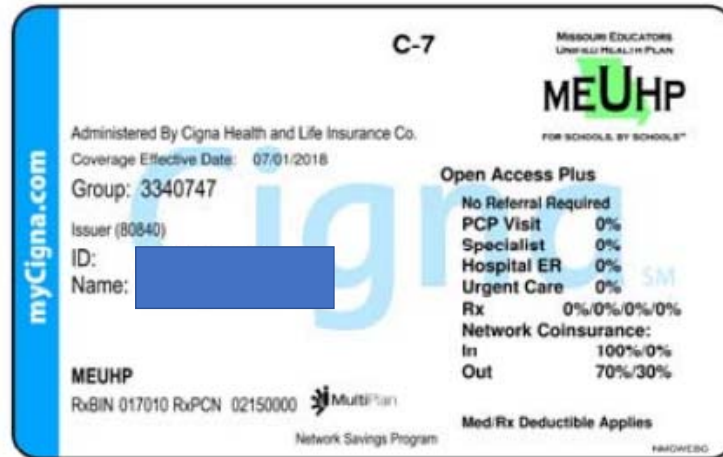 C-7
MISSOURI EDUCATORS
UNIFIED HEALTH PLAN
MEUHP
FOR SCHOOLS, BY SCHOOLS™
myCigna.com
Cigna SM
Administered By Cigna Health and Life Insurance Co.
Coverage Effective Date: 07/01/2018
Group: 3340747
Issuer (80840)
ID:
Name:
MEUHP
RxBIN 017010 RxPCN 02150000 MultiPlan
Network Savings Program
Open Access Plus
No Referral Required
PCP Visit 0%
Specialist 0%
Hospital ER 0%
Urgent Care 0%
Rx 0%/0%/0%/0%
Network Coinsurance:
In 100%/0%
Out 70%/30%
Med/Rx Deductible Applies